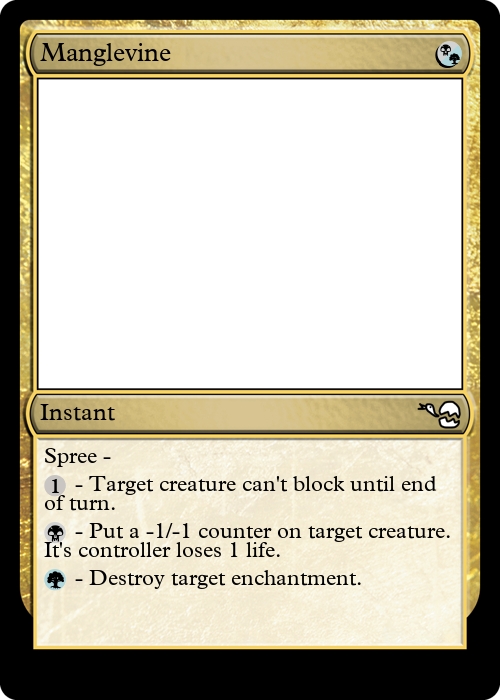 Manglevine
Instant
Spree -
1 - Target creature can't block until end
of turn.
- Put a -1/-1 counter on target creature.
It's controller loses 1 life.
- Destroy target enchantment.